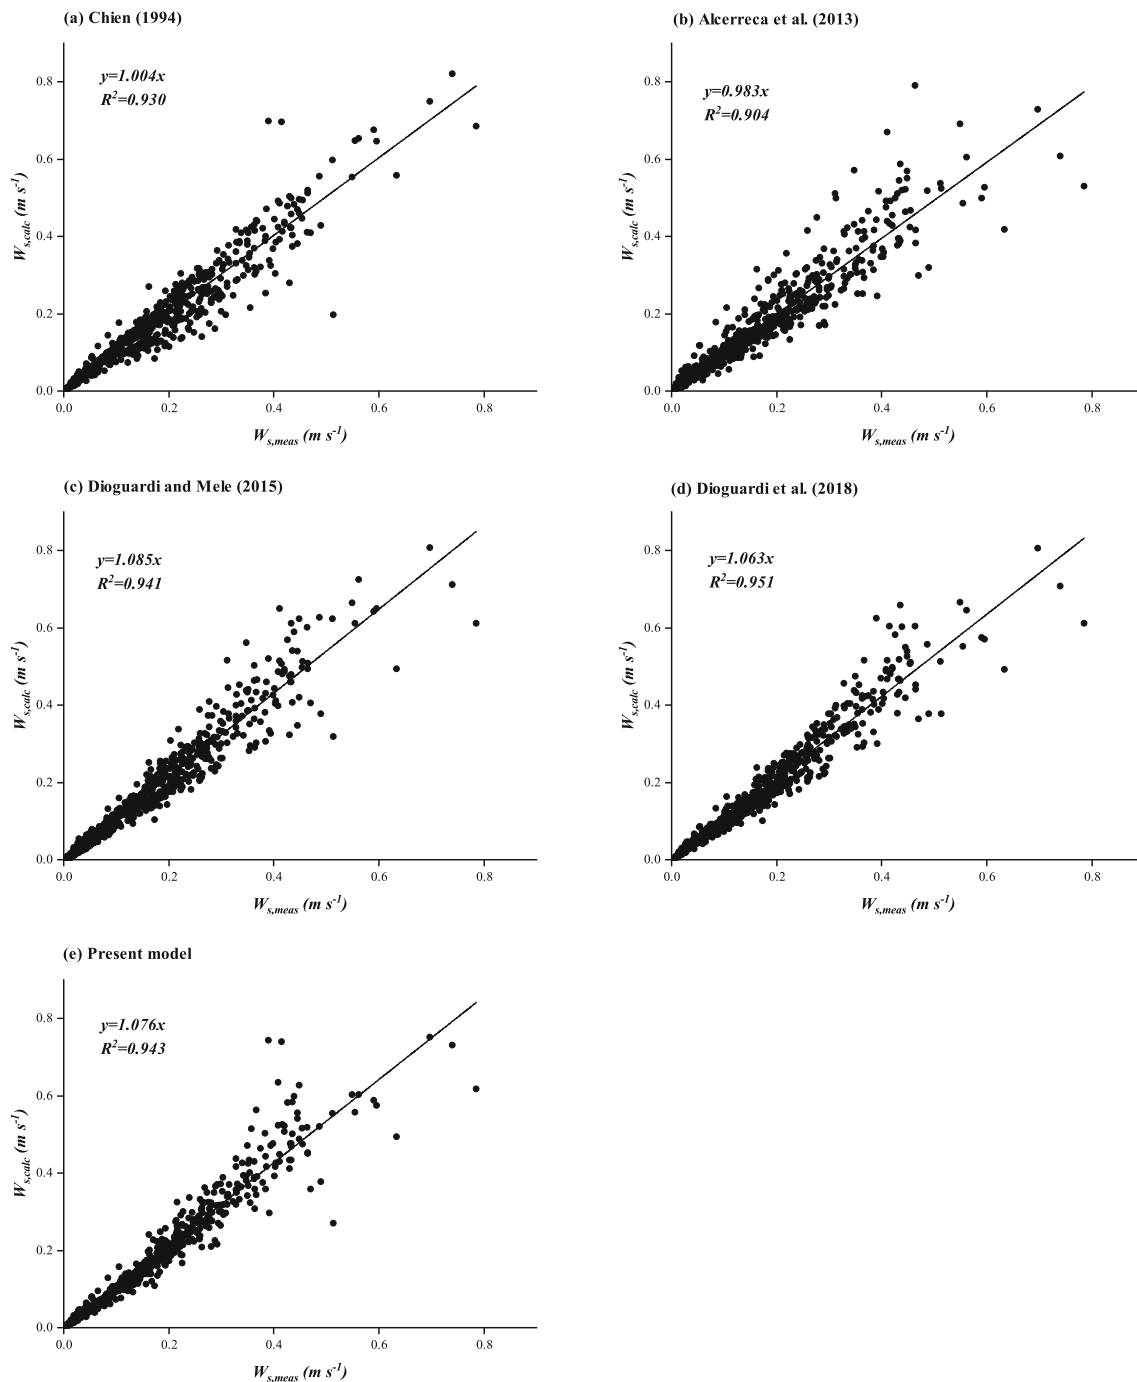 (a) Chien (1994)
y=1.004x
R²=0.930
0.8
0.6
0.4
0.2
0.0
W_s,calc (m s⁻¹)
0.0 0.2 0.4 0.6 0.8
W_s,meas (m s⁻¹)
(b) Alcerreca et al. (2013)
y=0.983x
R²=0.904
0.8
0.6
0.4
0.2
0.0
W_s,calc (m s⁻¹)
0.0 0.2 0.4 0.6 0.8
W_s,meas (m s⁻¹)
(c) Dioguardi and Mele (2015)
y=1.085x
R²=0.941
0.8
0.6
0.4
0.2
0.0
W_s,calc (m s⁻¹)
0.0 0.2 0.4 0.6 0.8
W_s,meas (m s⁻¹)
(d) Dioguardi et al. (2018)
y=1.063x
R²=0.951
0.8
0.6
0.4
0.2
0.0
W_s,calc (m s⁻¹)
0.0 0.2 0.4 0.6 0.8
W_s,meas (m s⁻¹)
(e) Present model
y=1.076x
R²=0.943
0.8
0.6
0.4
0.2
0.0
W_s,calc (m s⁻¹)
0.0 0.2 0.4 0.6 0.8
W_s,meas (m s⁻¹)